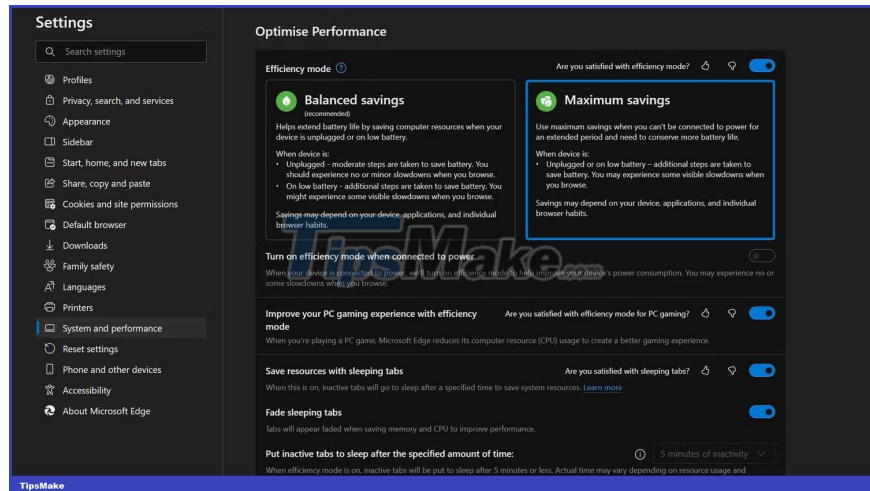 Settings
Search settings
Profiles
Privacy, search, and services
Appearance
Sidebar
Start, home, and new tabs
Share, copy and paste
Cookies and site permissions
Default browser
Downloads
Family safety
Languages
Printers
System and performance
Reset settings
Phone and other devices
Accessibility
About Microsoft Edge
Optimise Performance
Efficiency mode
Are you satisfied with efficiency mode?
Balanced savings
(recommended)
Helps extend battery life by saving computer resources when your
device is unplugged or on low battery.
When device is:
• Unplugged - moderate steps are taken to save battery. You
should experience no or minor slowdowns when you browse.
• On low battery - additional steps are taken to save battery. You
might experience some visible slowdowns when you browse.
Savings may depend on your device, applications, and individual
browser habits.
Maximum savings
Use maximum savings when you can't be connected to power for
an extended period and need to conserve more battery life.
When device is:
• Unplugged or on low battery – additional steps are taken to
save battery. You may experience some visible slowdowns when
you browse.
Savings may depend on your device, applications, and individual
browser habits.
TipsMake.com
Turn on efficiency mode when connected to power
When your device is connected to power, we'll turn on efficiency mode to help improve your device's power consumption. You may experience no or
some slowdowns when you browse.
Improve your PC gaming experience with efficiency
mode
Are you satisfied with efficiency mode for PC gaming?
When you're playing a PC game, Microsoft Edge reduces its computer resource (CPU) usage to create a better gaming experience.
Save resources with sleeping tabs
Are you satisfied with sleeping tabs?
When this is on, inactive tabs will go to sleep after a specified time to save system resources. Learn more
Fade sleeping tabs
Tabs will appear faded when saving memory and CPU to improve performance.
Put inactive tabs to sleep after the specified amount of time:
5 minutes of inactivity
When efficiency mode is on, inactive tabs will be put to sleep after 5 minutes or less. Actual time may vary depending on resource usage and
TipsMake